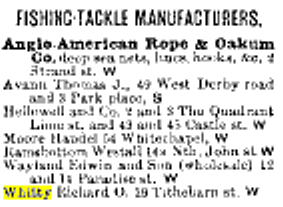 FISHING-TACKLE MANUFACTURERS.
Anglo-American Rope & Oakum
Co, deep sea nets, lines, hooks, &c, 2
Strand st. W
Avann Thomas J., 49 West Derby road
and 3 Park place, S
Hellowell and Co. 2 and 3 The Quadrant
Lime st. and 43 and 45 Castle st. W
Moore Handel 54 Whitechapel, W
Ramsbottom Westall 14a Nth. John st W
Wayland Edwin and Son (wholesale) 12
and 14 Paradise st. W
Whitty Richard O. 19 Tithebarn st. W